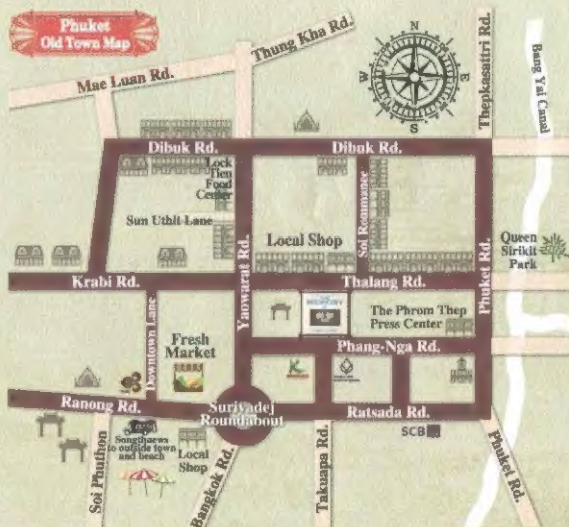 Phuket
Old Town Map
Thung Kha Rd.
Mae Luan Rd.
N
W
E
S
Thepkasattri Rd.
Bang Yai Canal
Dibuk Rd.
Dibuk Rd.
Lock
Tien
Food
Center
Sun Uthit Lane
Soi Rommanee
Local Shop
Queen
Sirikit
Park
Krabi Rd.
Yaowarat Rd.
Thalang Rd.
Phuket Rd.
MEMORY
The Phrom Thep
Press Center
Downtown Lane
Fresh
Market
Phang-Nga Rd.
K
Ranong Rd.
Suriyadej
Roundabout
Ratsada Rd.
SCB
Songthaews
to outside town
and beach
Local
Shop
Soi Phuthon
Bangkok Rd.
Takuapa Rd.
Phuket Rd.